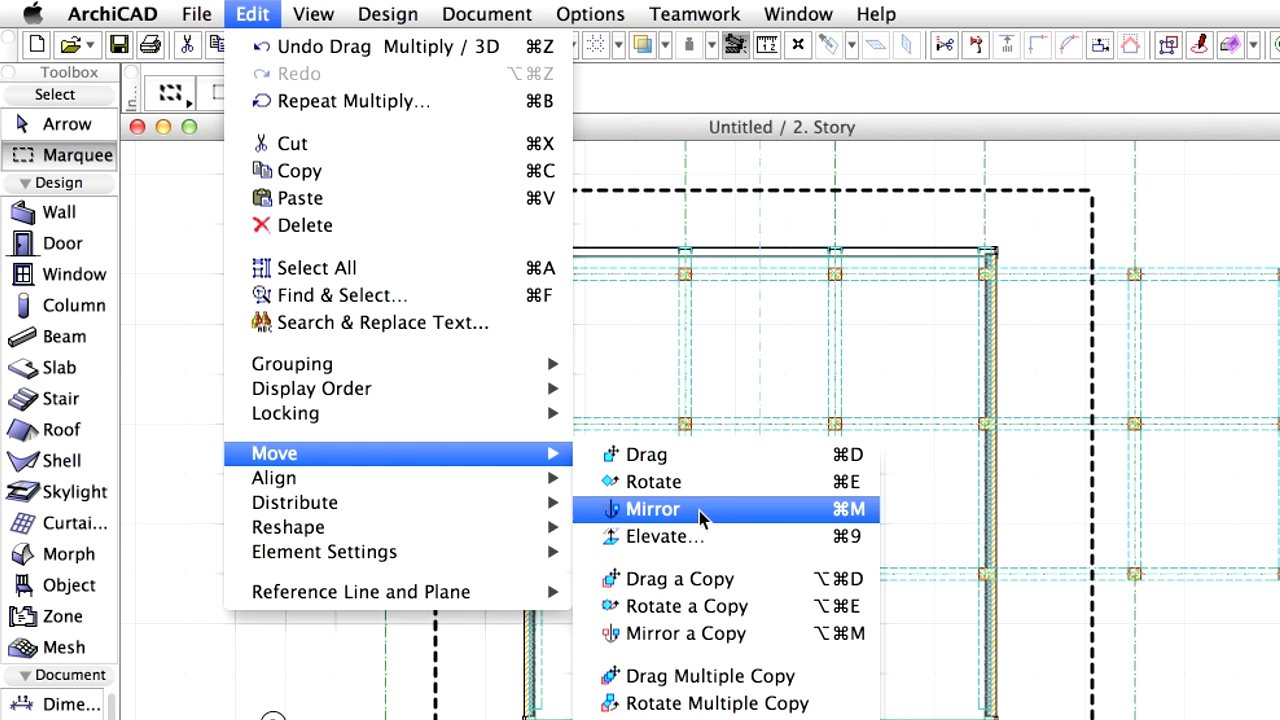 ArchiCAD File Edit View Design Document Options Teamwork Window Help
Toolbox
Select
Arrow
Marquee
Design
Wall
Door
Window
Column
Beam
Slab
Stair
Roof
Shell
Skylight
Curtai...
Morph
Object
Zone
Mesh
Document
Dime...
Untitled / 2. Story
Undo Drag Multiply / 3D ⌘Z
Redo ⌥⌘Z
Repeat Multiply... ⌘B
Cut ⌘X
Copy ⌘C
Paste ⌘V
Delete
Select All ⌘A
Find & Select... ⌘F
Search & Replace Text...
Grouping
Display Order
Locking
Move
Align
Distribute
Reshape
Element Settings
Reference Line and Plane
Drag ⌘D
Rotate ⌘E
Mirror ⌘M
Elevate... ⌘9
Drag a Copy ⌥⌘D
Rotate a Copy ⌥⌘E
Mirror a Copy ⌥⌘M
Drag Multiple Copy
Rotate Multiple Copy